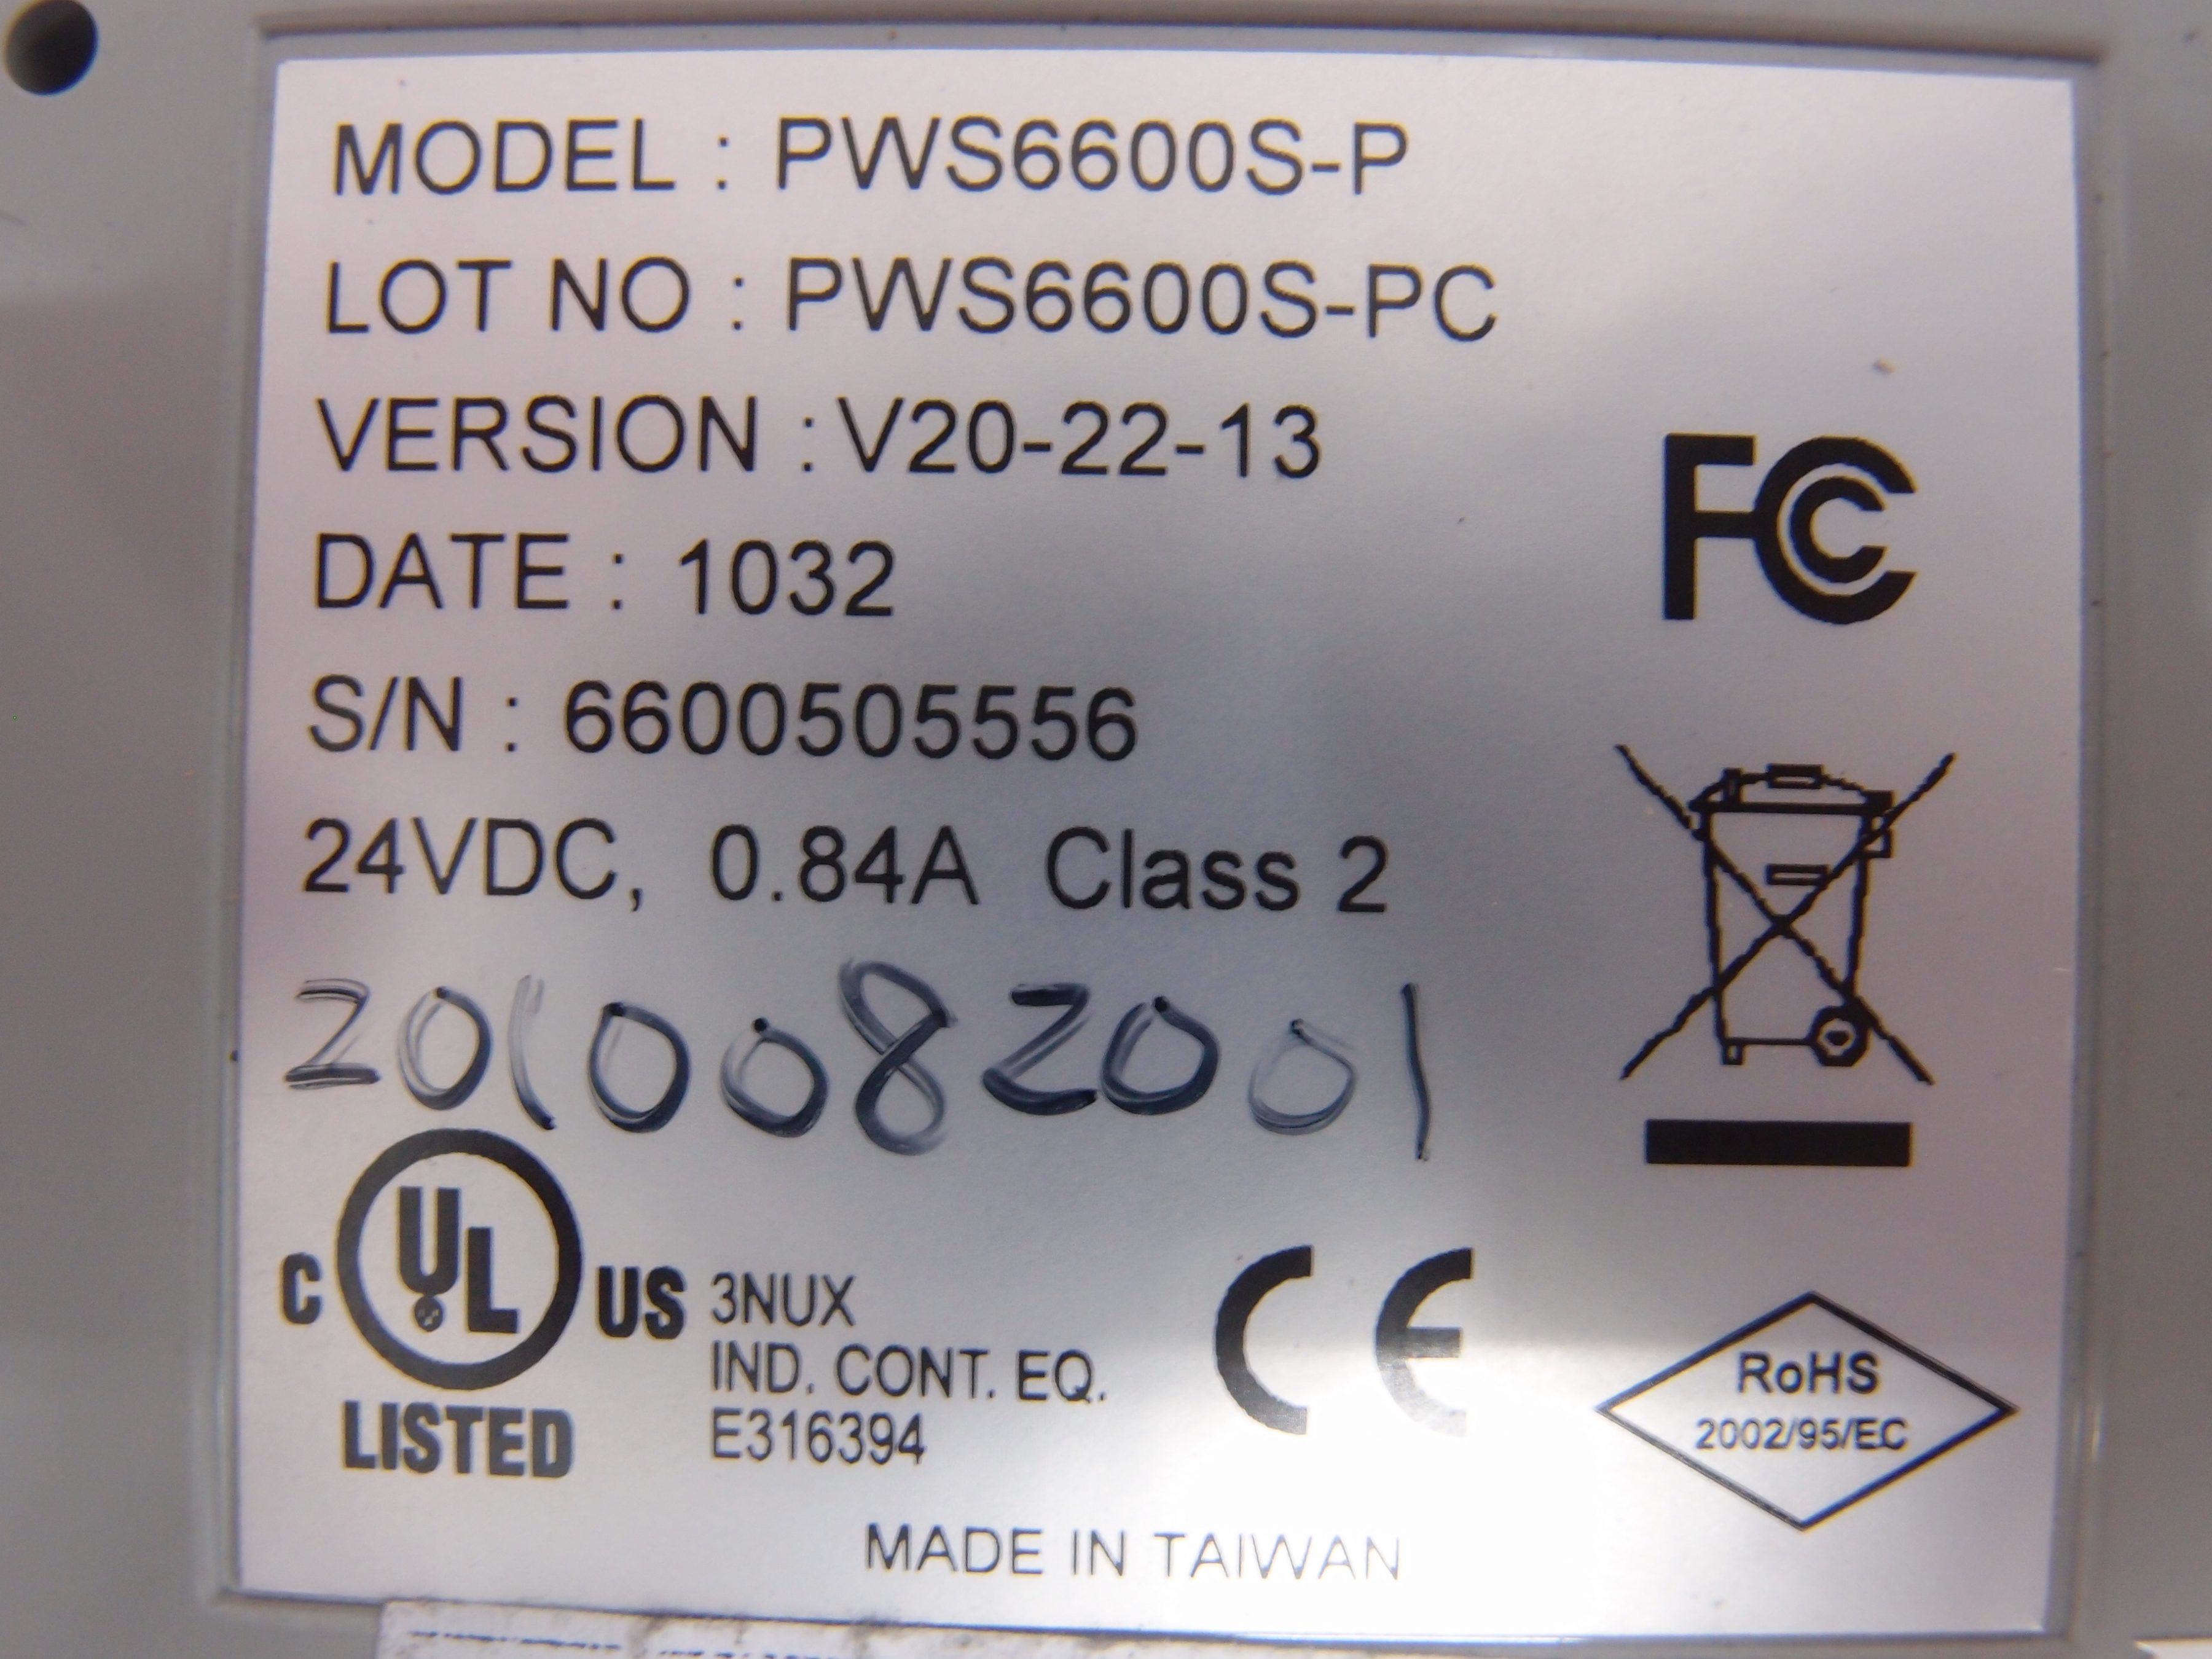 MODEL : PWS6600S-P
LOT NO : PWS6600S-PC
VERSION : V20-22-13
DATE : 1032
S/N : 6600505556
24VDC, 0.84A Class 2
2010082001
FC
C UL US
LISTED
3NUX
IND. CONT. EQ.
E316394
CE
RoHS
2002/95/EC
MADE IN TAIWAN